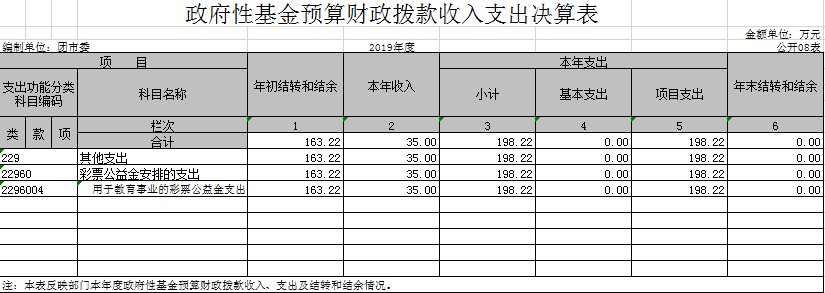 政府性基金预算财政拨款收入支出决算表
金额单位：万元
编制单位：团市委 2019年度 公开08表
项 目 年初结转和结余 本年收入 本年支出 年末结转和结余
支出功能分类科目编码 科目名称 小计 基本支出 项目支出
类 款 项 栏次 1 2 3 4 5 6
合计 163.22 35.00 198.22 0.00 198.22 0.00
229 其他支出 163.22 35.00 198.22 0.00 198.22 0.00
22960 彩票公益金安排的支出 163.22 35.00 198.22 0.00 198.22 0.00
2296004 用于教育事业的彩票公益金支出 163.22 35.00 198.22 0.00 198.22 0.00
注：本表反映部门本年度政府性基金预算财政拨款收入、支出及结转和结余情况。